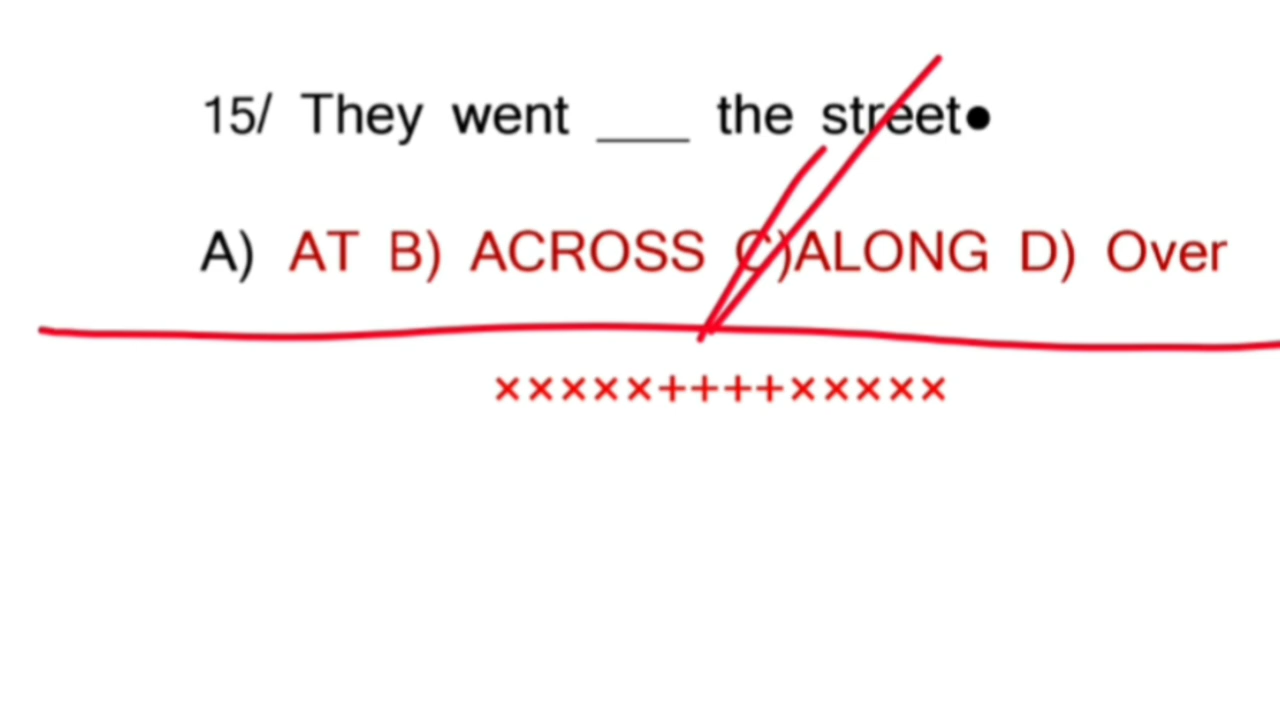 15/ They went ___ the street●
A) AT B) ACROSS C)ALONG D) Over
×××××++++×××××